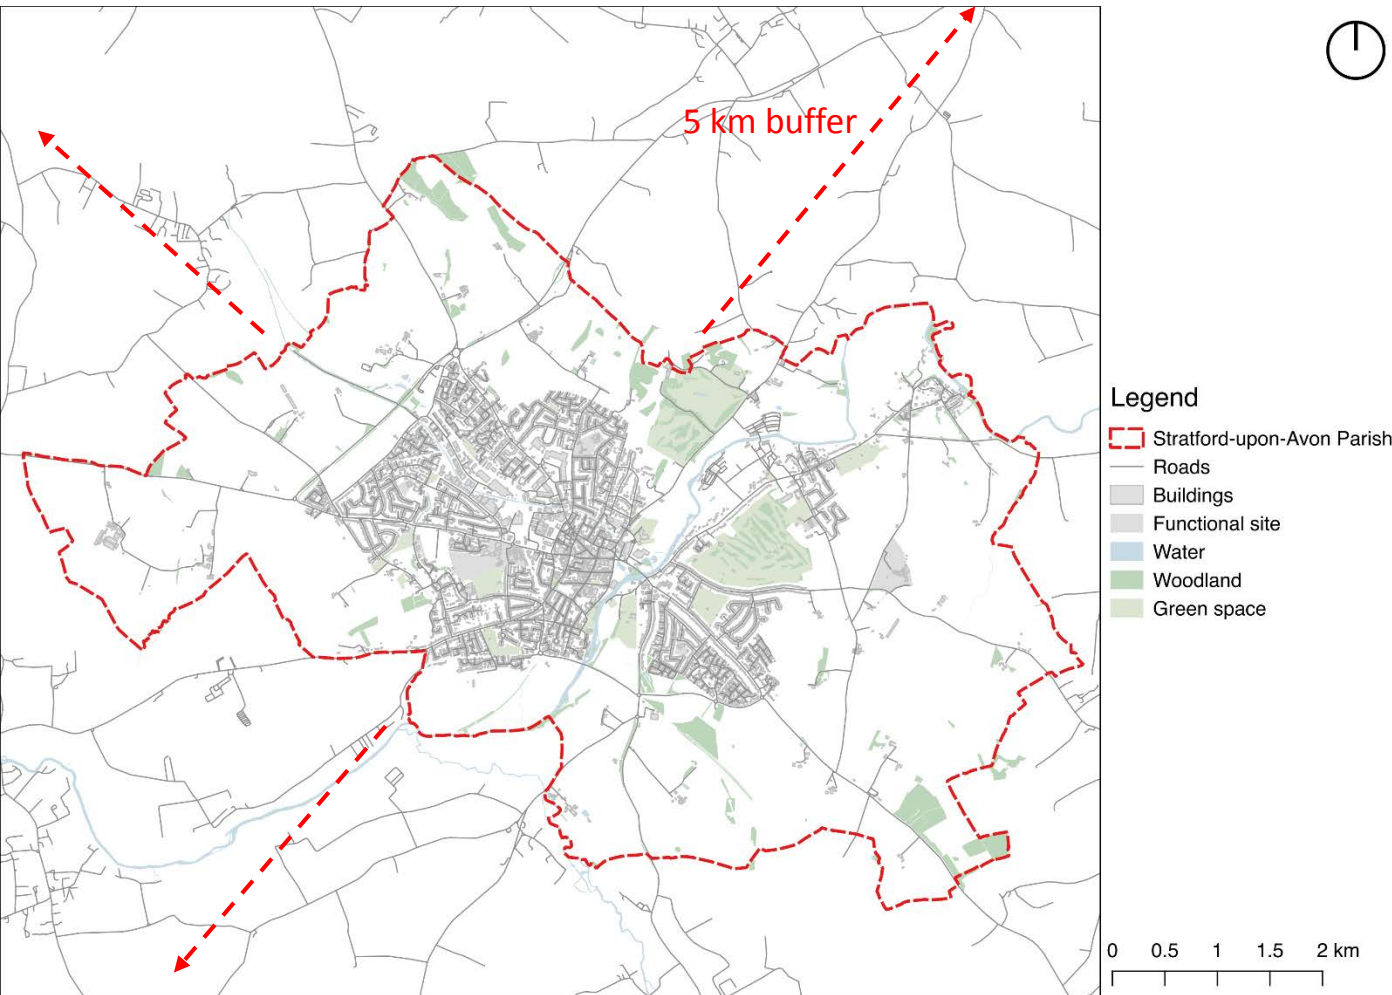 5 km buffer
Legend
Stratford-upon-Avon Parish
Roads
Buildings
Functional site
Water
Woodland
Green space
0 0.5 1 1.5 2 km